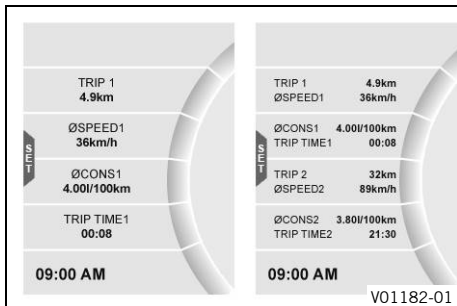 TRIP 1
4.9km
ØSPEED1
36km/h
SET
ØCONS1
4.00l/100km
TRIP TIME1
00:08
09:00 AM
TRIP 1 4.9km
ØSPEED1 36km/h
ØCONS1 4.00l/100km
TRIP TIME1 00:08
SET
TRIP 2 32km
ØSPEED2 89km/h
ØCONS2 3.80l/100km
TRIP TIME2 21:30
09:00 AM
V01182-01